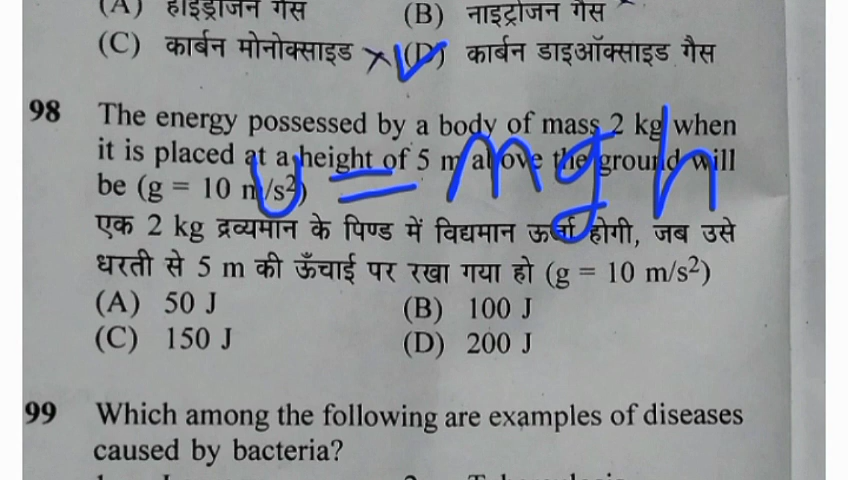 (A) हाइड्रोजन गैस (B) नाइट्रोजन गैस
(C) कार्बन मोनोक्साइड (D) कार्बन डाइऑक्साइड गैस
98 The energy possessed by a body of mass 2 kg when
it is placed at a height of 5 m above the ground will
be (g = 10 m/s²)
U = mgh
एक 2 kg द्रव्यमान के पिण्ड में विद्यमान ऊर्जा होगी, जब उसे
धरती से 5 m की ऊँचाई पर रखा गया हो (g = 10 m/s²)
(A) 50 J (B) 100 J
(C) 150 J (D) 200 J
99 Which among the following are examples of diseases
caused by bacteria?